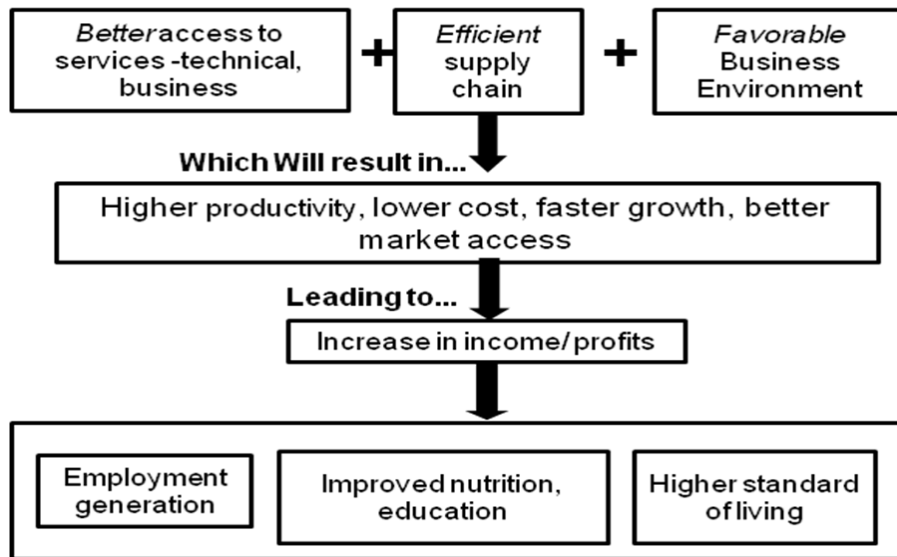 Better access to
services -technical,
business
+
Efficient
supply
chain
+
Favorable
Business
Environment
Which Will result in...
Higher productivity, lower cost, faster growth, better
market access
Leading to...
Increase in income/ profits
Employment
generation
Improved nutrition,
education
Higher standard
of living